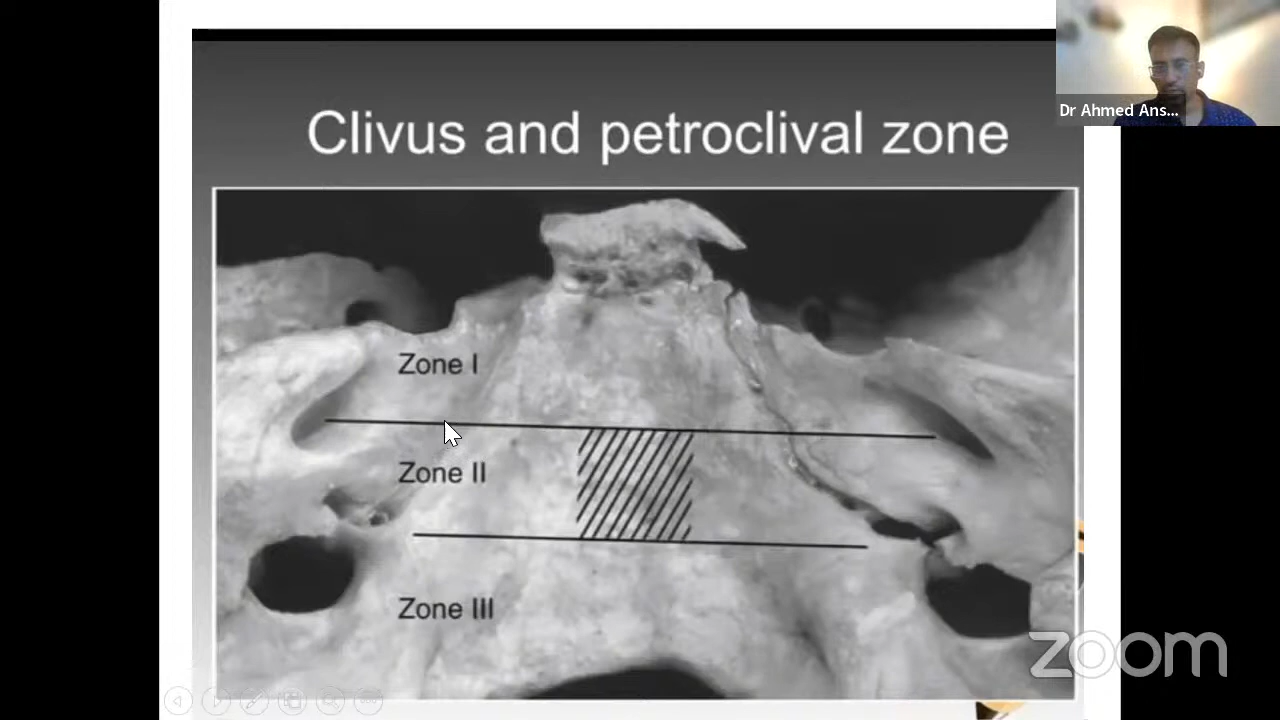 Clivus and petroclival zone
Dr Ahmed Ans...
Zone I
Zone II
Zone III
zoom